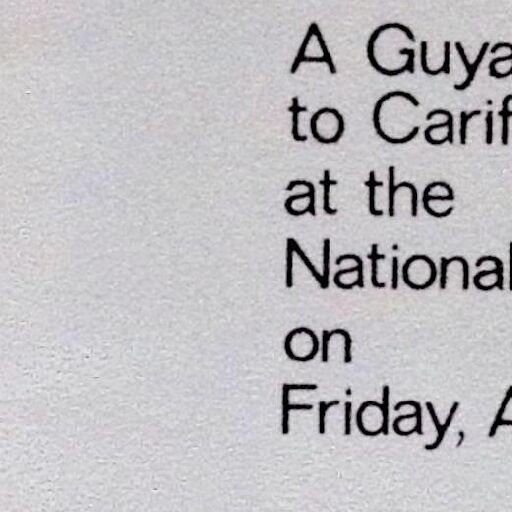 A Guya
to Carif
at the
National
on
Friday, A